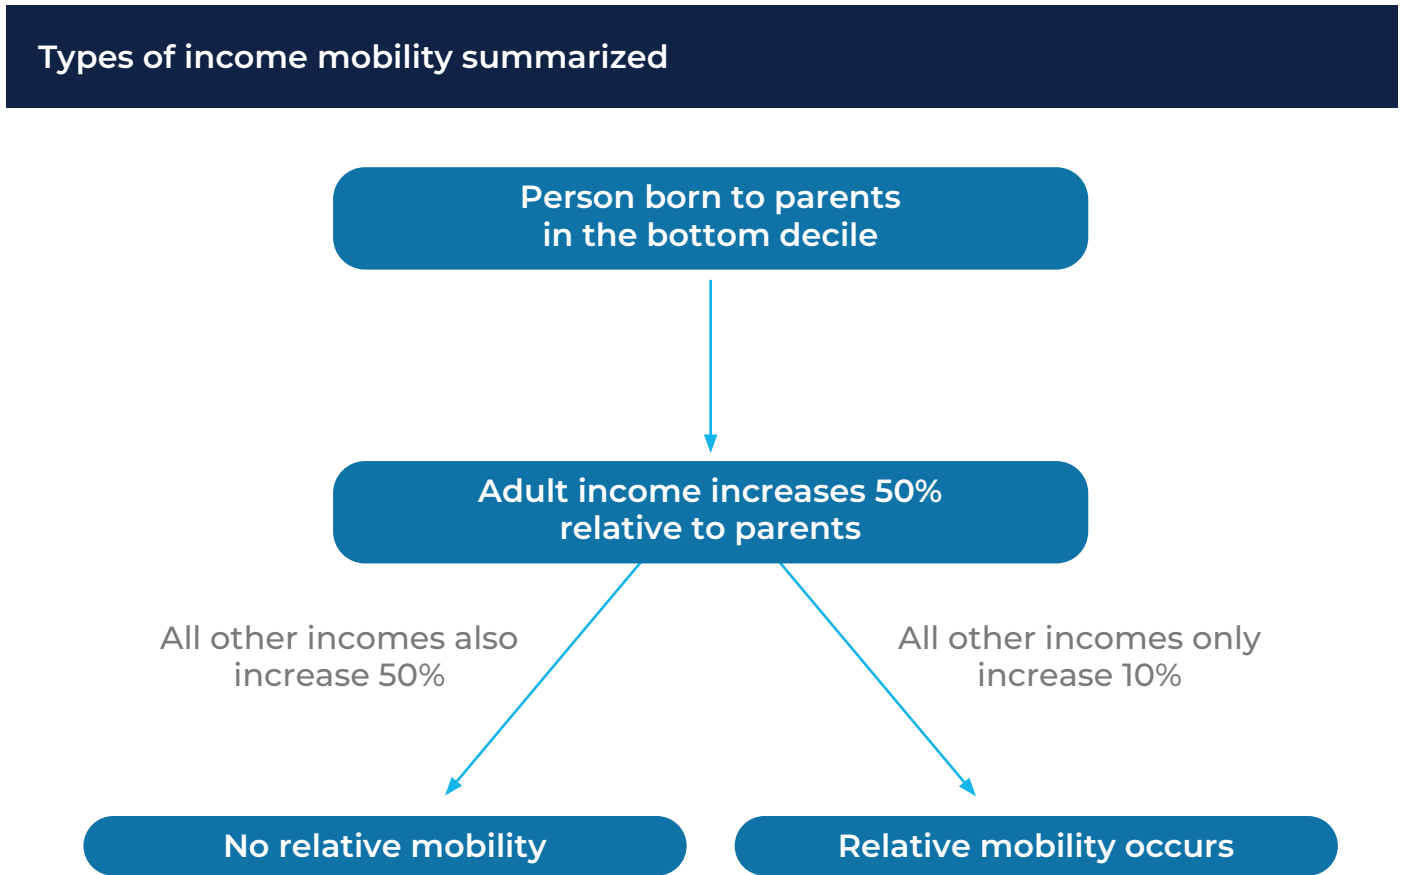 Types of income mobility summarized
Person born to parents
in the bottom decile
Adult income increases 50%
relative to parents
All other incomes also
increase 50%
All other incomes only
increase 10%
No relative mobility
Relative mobility occurs